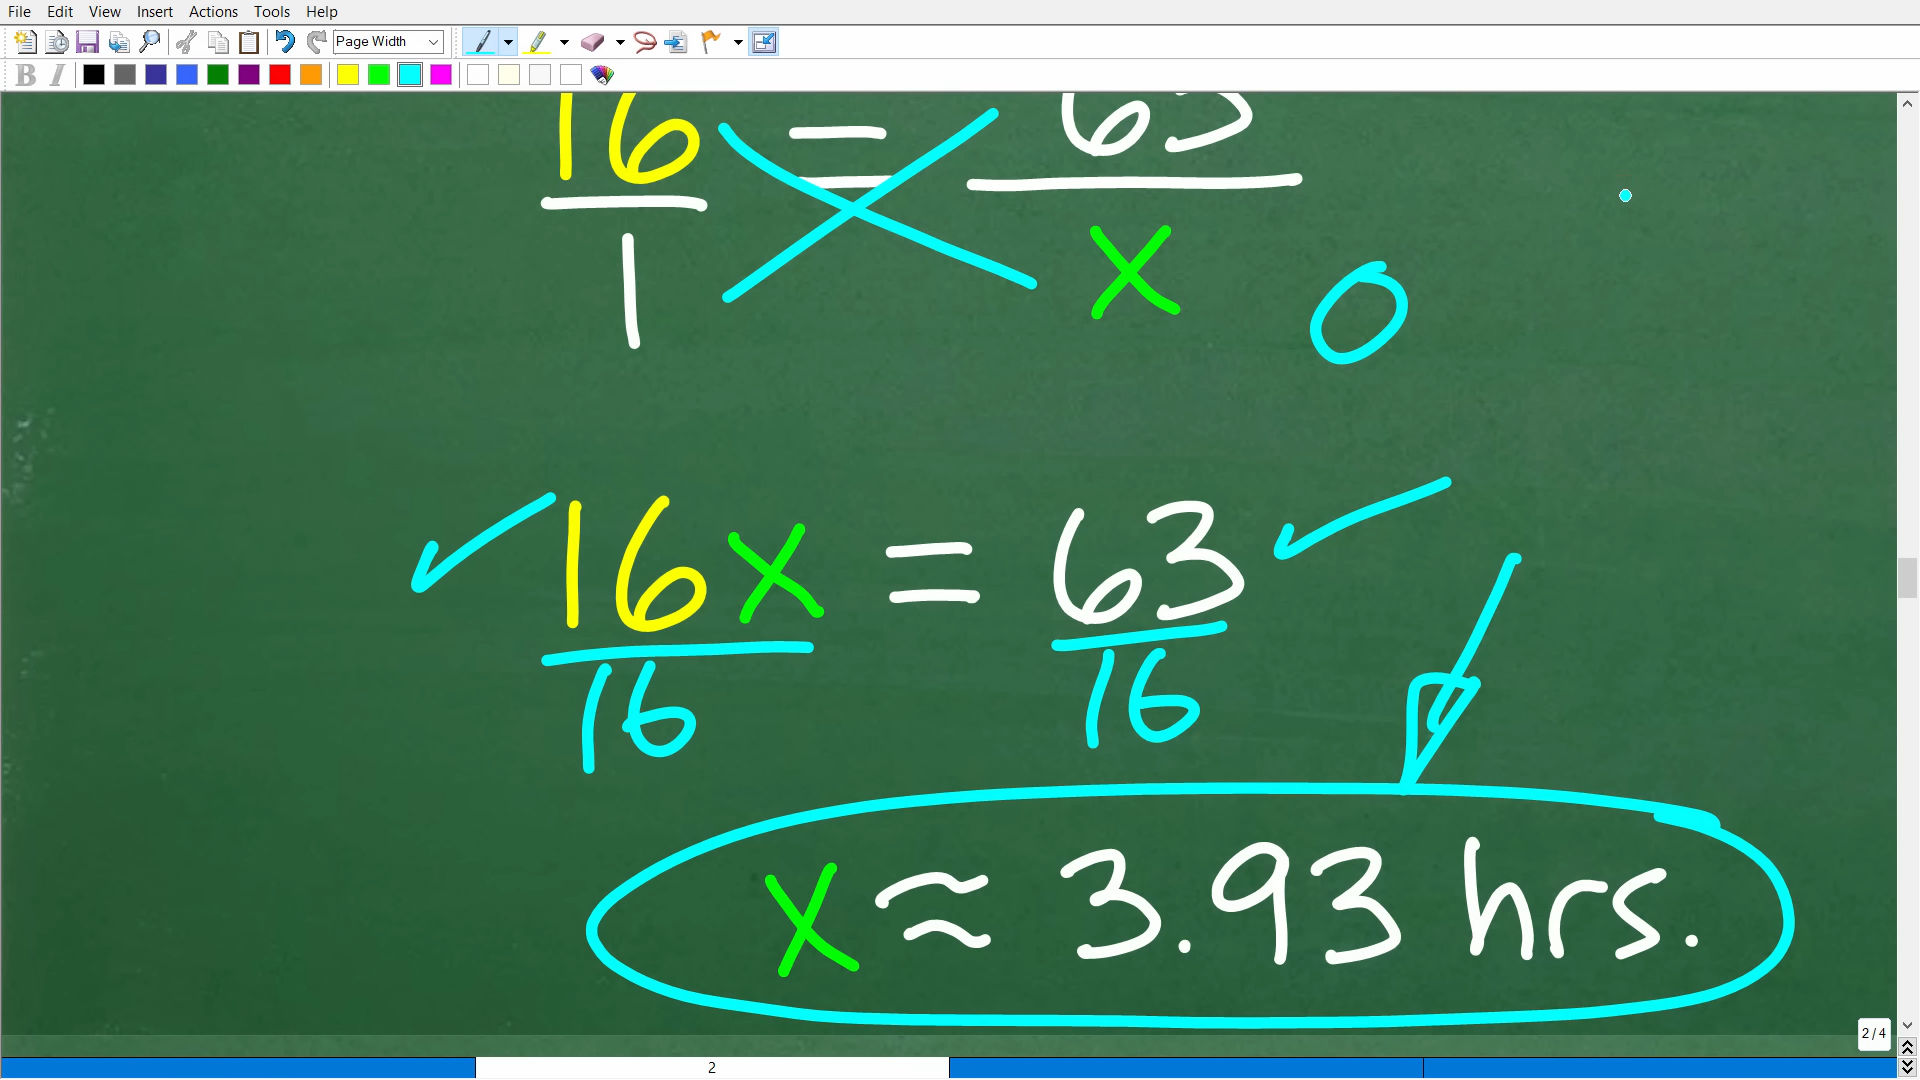 File Edit View Insert Actions Tools Help
Page Width
B I
16 = 63
1 x
0
16x = 63
16 16
x ≈ 3.93 hrs.
2 / 4
2